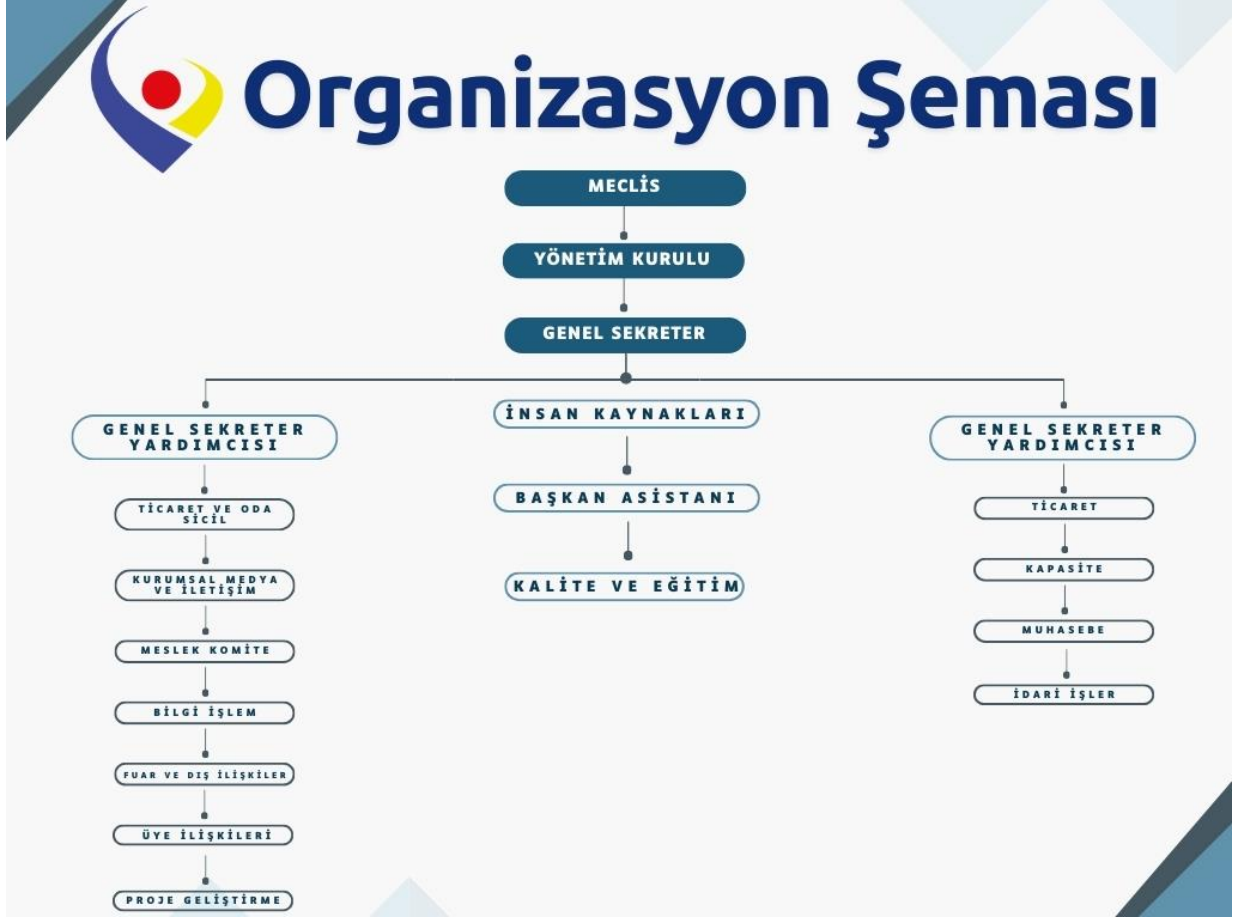 Organizasyon Şeması
MECLİS
YÖNETİM KURULU
GENEL SEKRETER
GENEL SEKRETER
YARDIMCISI
TİCARET VE ODA
SİCİL
KURUMSAL MEDYA
VE İLETİŞİM
MESLEK KOMİTE
BİLGİ İŞLEM
FUAR VE DIŞ İLİŞKİLER
ÜYE İLİŞKİLERİ
PROJE GELİŞTİRME
İNSAN KAYNAKLARI
BAŞKAN ASİSTANI
KALİTE VE EĞİTİM
GENEL SEKRETER
YARDIMCISI
TİCARET
KAPASİTE
MUHASEBE
İDARİ İŞLER